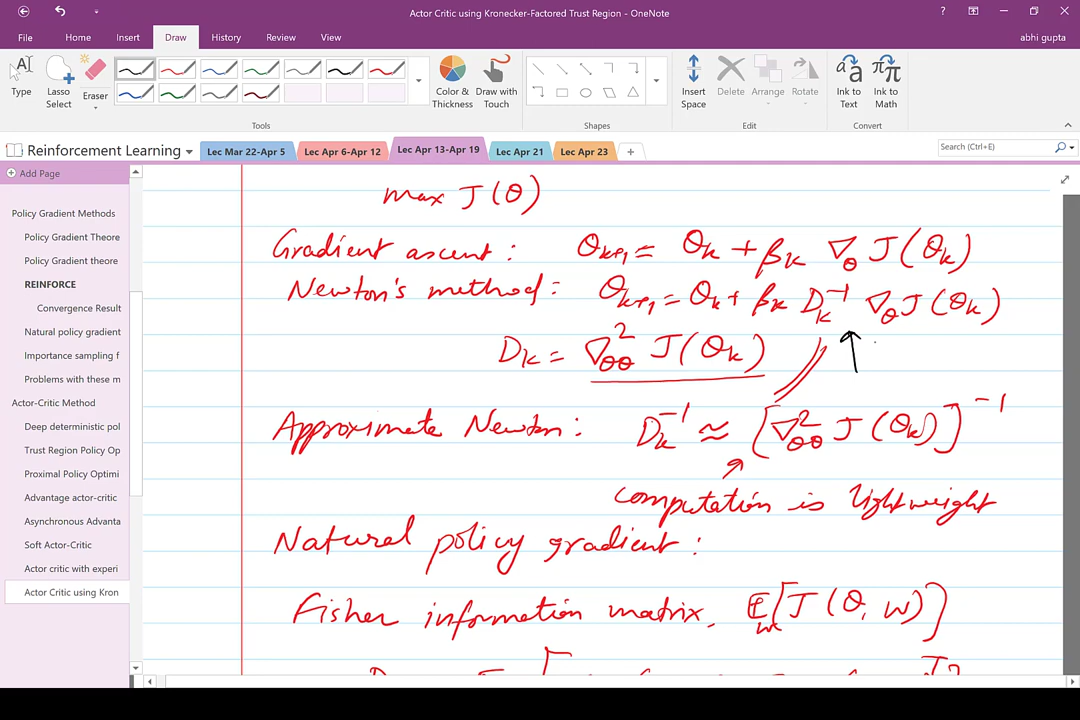 Actor Critic using Kronecker-Factored Trust Region - OneNote
?
File Home Insert Draw History Review View
abhi gupta
Type
Lasso Select
Eraser
Color & Thickness
Draw with Touch
Insert Space
Delete
Arrange
Rotate
Ink to Text
Ink to Math
Tools
Shapes
Edit
Convert
Reinforcement Learning
Lec Mar 22-Apr 5
Lec Apr 6-Apr 12
Lec Apr 13-Apr 19
Lec Apr 21
Lec Apr 23
Search (Ctrl+E)
Add Page
Policy Gradient Methods
Policy Gradient Theore
Policy Gradient theore
REINFORCE
Convergence Result
Natural policy gradient
Importance sampling f
Problems with these m
Actor-Critic Method
Deep deterministic pol
Trust Region Policy Op
Proximal Policy Optimi
Advantage actor-critic
Asynchronous Advanta
Soft Actor-Critic
Actor critic with experi
Actor Critic using Kron
max J(θ)
Gradient ascent: θₖ₊₁ = θₖ + βₖ ∇_θ J(θₖ)
Newton's method: θₖ₊₁ = θₖ + βₖ Dₖ⁻¹ ∇_θ J(θₖ)
Dₖ = ∇²_θθ J(θₖ)
Approximate Newton: Dₖ⁻¹ ≈ [∇²_θθ J(θₖ)]⁻¹
computation is lightweight
Natural policy gradient:
Fisher information matrix. 𝔼_w[J(θ, w)]